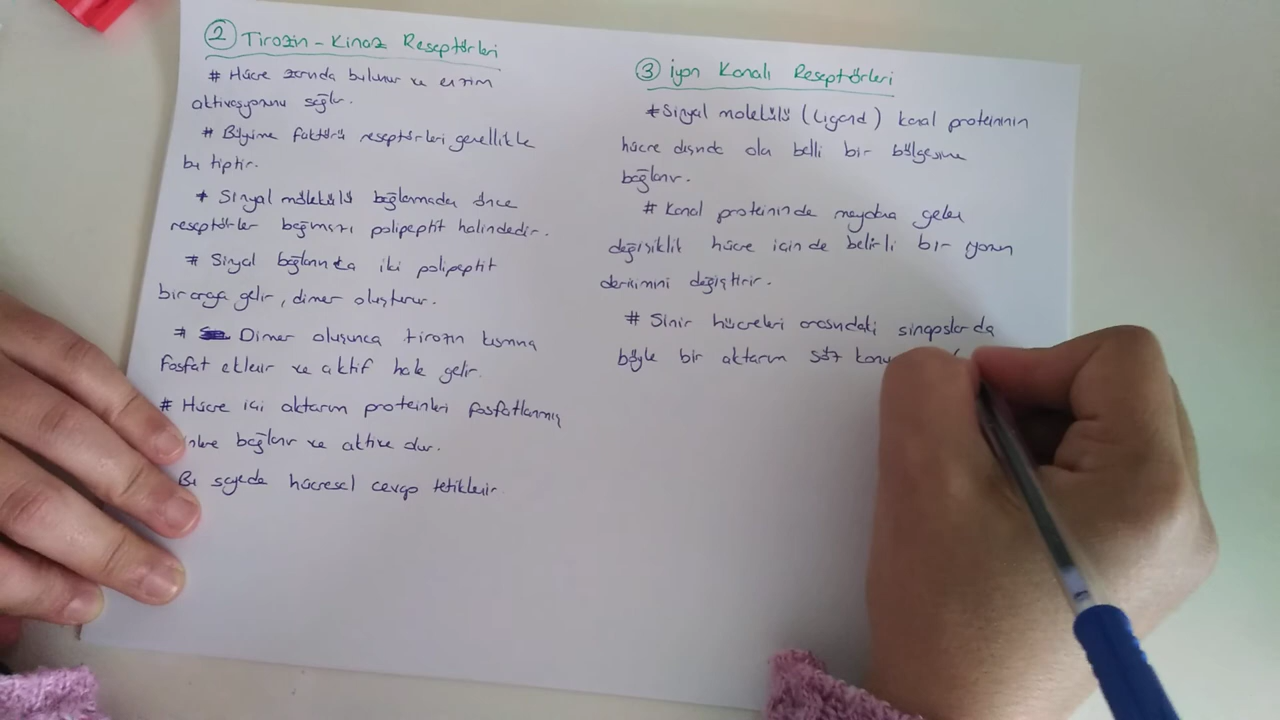 2 Tirozin-Kinaz Reseptörleri
# Hücre zarında bulunur ve enzim
aktivasyonunu sağlar.
# Büyüme faktörü reseptörleri genellikle
bu tiptir.
# Sinyal mölekülü bağlanmadan önce
reseptörler bağımsız polipeptit halindedir.
# Sinyal bağlanınca iki polipeptit
bir araya gelir, dimer oluşturur.
# Dimer oluşunca tirozin kısmına
fosfat eklenir ve aktif hale gelir.
# Hücre içi aktarım proteinleri fosfatlanmış
bağlanır ve aktive olur.
Bu sayede hücresel cevap tetiklenir.
3 İyon Kanalı Reseptörleri
# Sinyal molekülü (Ligand) kanal proteininin
hücre dışında olan belli bir bölgesine
bağlanır.
# Kanal proteininde meydana gelen
değişiklik hücre içinde belirli bir iyonun
derişimini değiştirir.
# Sinir hücreleri arasındaki sinapslarda
böyle bir aktarım söz